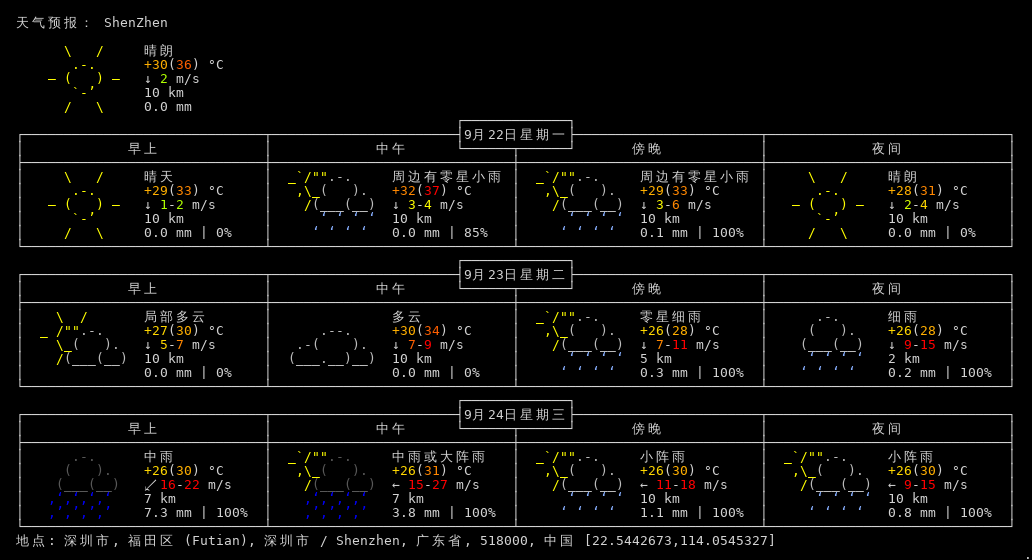 天气预报： ShenZhen
晴朗
+30(36) °C
↓ 2 m/s
10 km
0.0 mm
9月22日星期一
早上 中午 傍晚 夜间
晴天 周边有零星小雨 周边有零星小雨 晴朗
+29(33) °C +32(37) °C +29(33) °C +28(31) °C
↓ 1-2 m/s ↓ 3-4 m/s ↓ 3-6 m/s ↓ 2-4 m/s
10 km 10 km 10 km 10 km
0.0 mm | 0% 0.0 mm | 85% 0.1 mm | 100% 0.0 mm | 0%
9月23日星期二
早上 中午 傍晚 夜间
局部多云 多云 零星细雨 细雨
+27(30) °C +30(34) °C +26(28) °C +26(28) °C
↓ 5-7 m/s ↓ 7-9 m/s ↓ 7-11 m/s ↓ 9-15 m/s
10 km 10 km 5 km 2 km
0.0 mm | 0% 0.0 mm | 0% 0.3 mm | 100% 0.2 mm | 100%
9月24日星期三
早上 中午 傍晚 夜间
中雨 中雨或大阵雨 小阵雨 小阵雨
+26(30) °C +26(31) °C +26(30) °C +26(30) °C
↙ 16-22 m/s ← 15-27 m/s ← 11-18 m/s ← 9-15 m/s
7 km 7 km 10 km 10 km
7.3 mm | 100% 3.8 mm | 100% 1.1 mm | 100% 0.8 mm | 100%
地点: 深圳市, 福田区 (Futian), 深圳市 / Shenzhen, 广东省, 518000, 中国 [22.5442673,114.0545327]